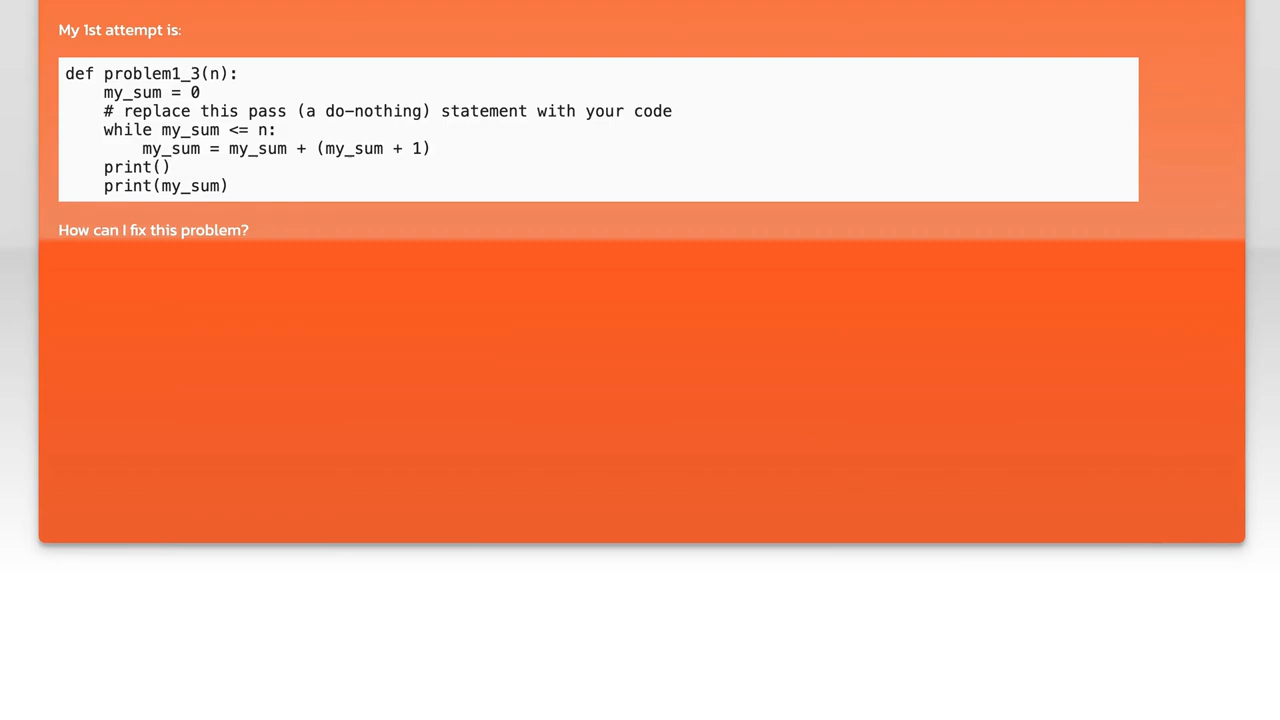 My 1st attempt is:
def problem1_3(n):
    my_sum = 0
    # replace this pass (a do-nothing) statement with your code
    while my_sum <= n:
        my_sum = my_sum + (my_sum + 1)
    print()
    print(my_sum)
How can I fix this problem?